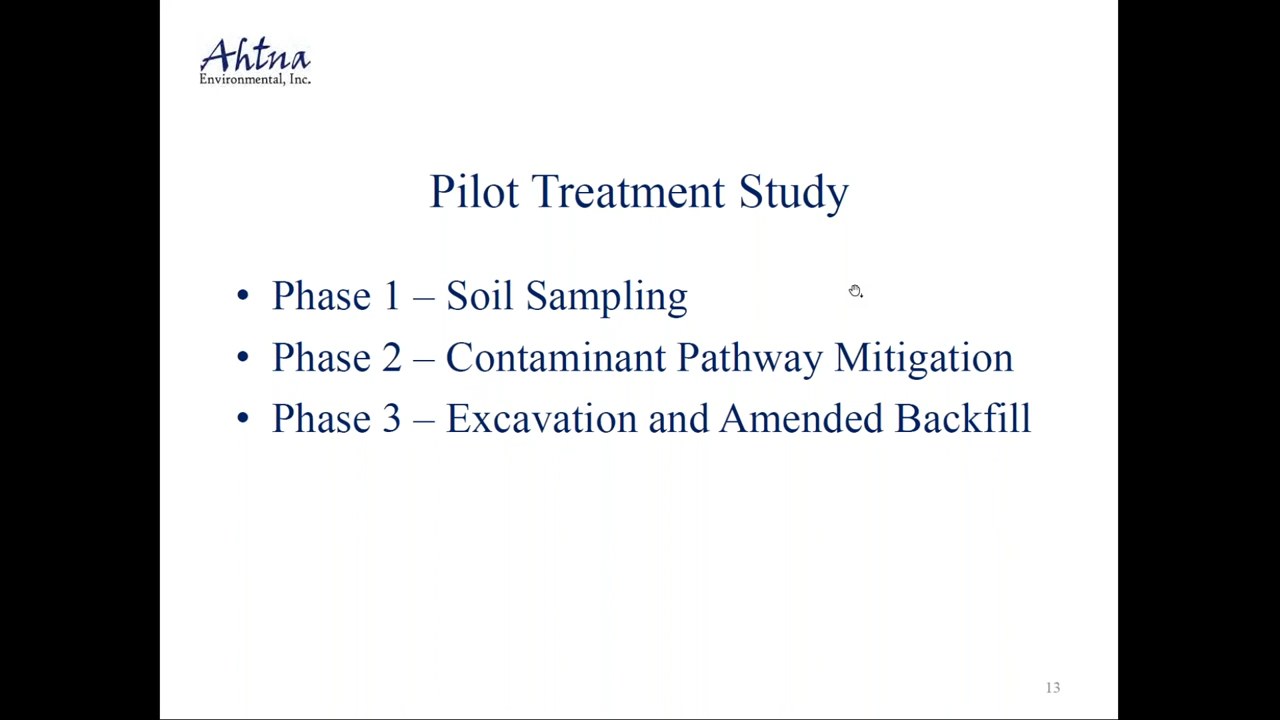 Ahtna
Environmental, Inc.
Pilot Treatment Study
• Phase 1 – Soil Sampling
• Phase 2 – Contaminant Pathway Mitigation
• Phase 3 – Excavation and Amended Backfill
13